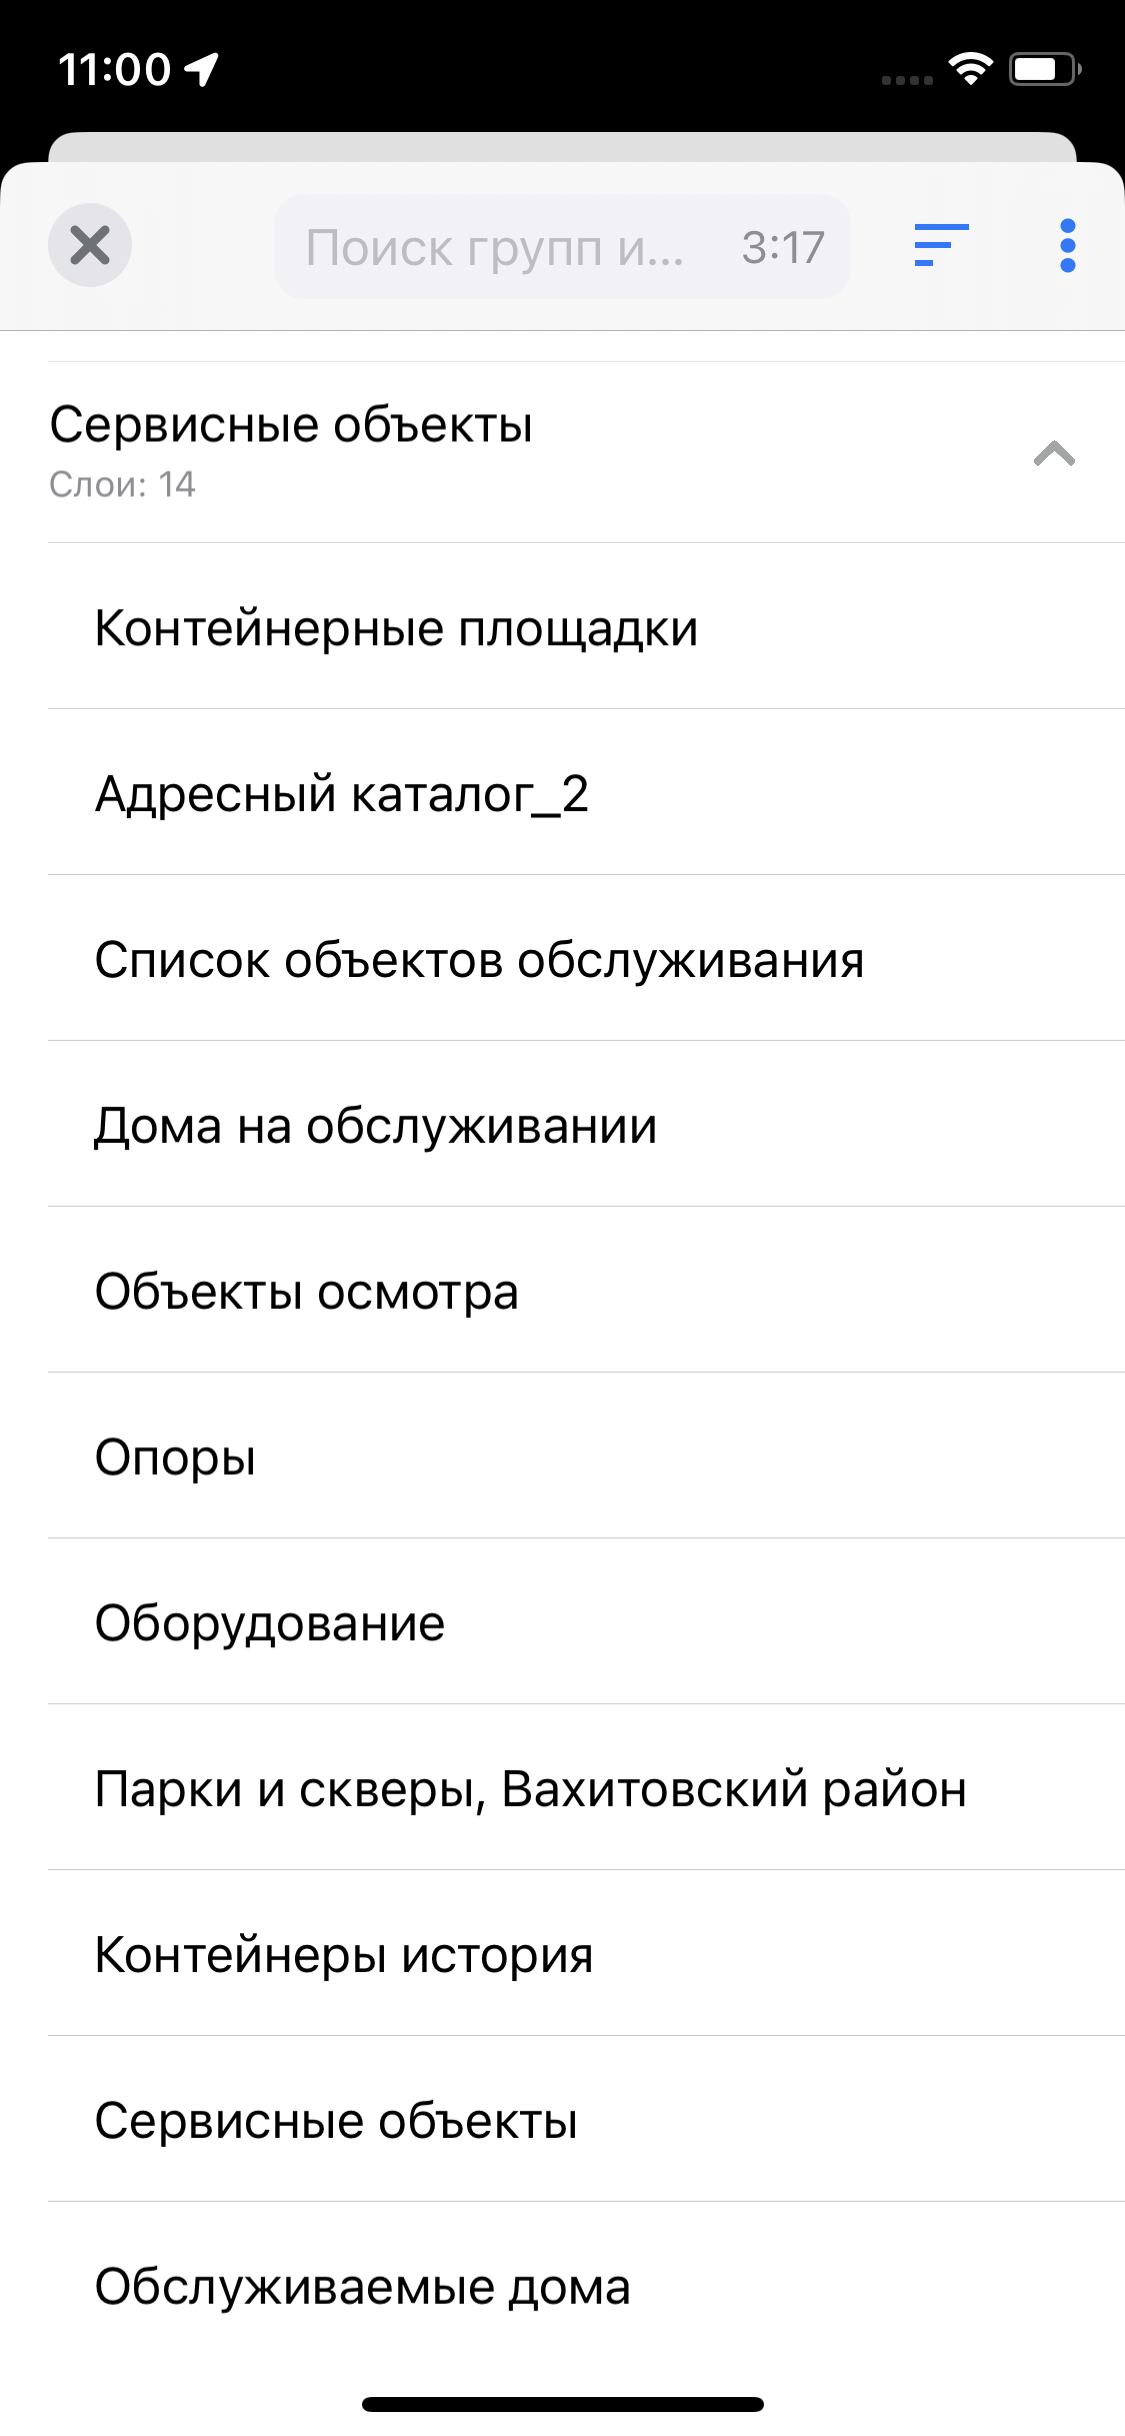 11:00
Поиск групп и... 3:17
Сервисные объекты
Слои: 14
Контейнерные площадки
Адресный каталог_2
Список объектов обслуживания
Дома на обслуживании
Объекты осмотра
Опоры
Оборудование
Парки и скверы, Вахитовский район
Контейнеры история
Сервисные объекты
Обслуживаемые дома